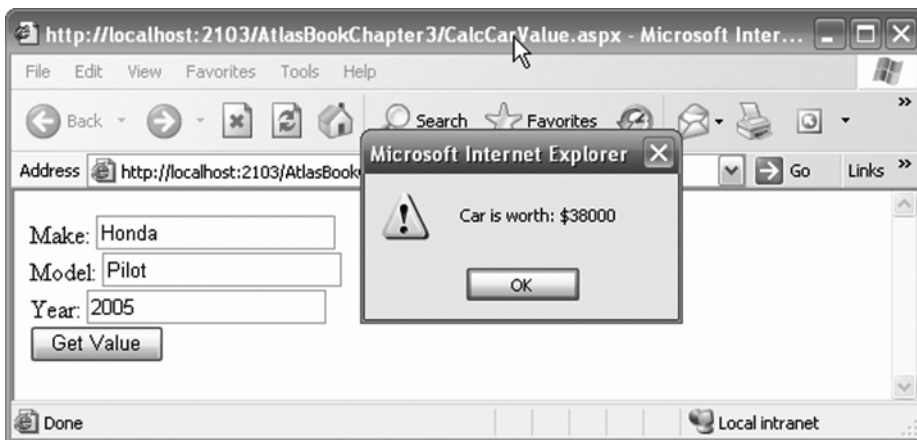 http://localhost:2103/AtlasBookChapter3/CalcCarValue.aspx - Microsoft Inter...
File Edit View Favorites Tools Help
Back Search Favorites »
Address http://localhost:2103/AtlasBook Go Links »
Microsoft Internet Explorer
Car is worth: $38000
OK
Make: Honda
Model: Pilot
Year: 2005
Get Value
Done Local intranet